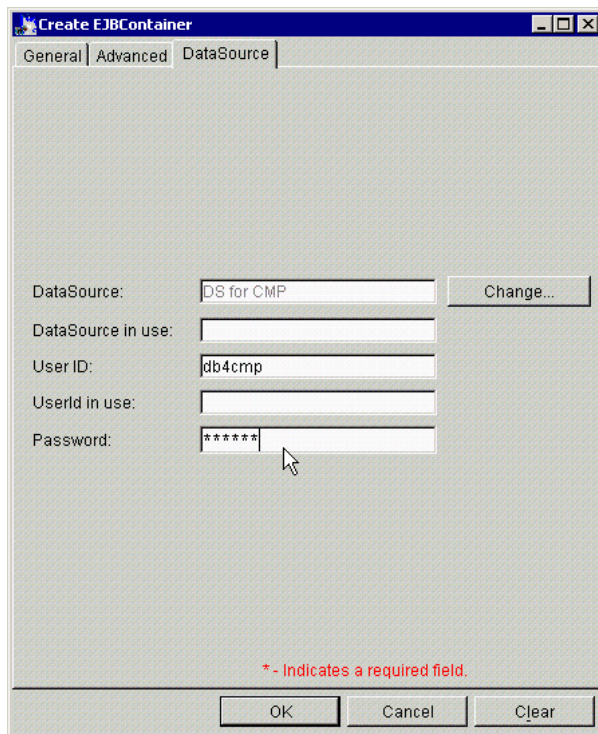 Create EJBContainer
General Advanced DataSource
DataSource: DS for CMP Change...
DataSource in use:
User ID: db4cmp
UserId in use:
Password: ******
* - Indicates a required field.
OK Cancel Clear